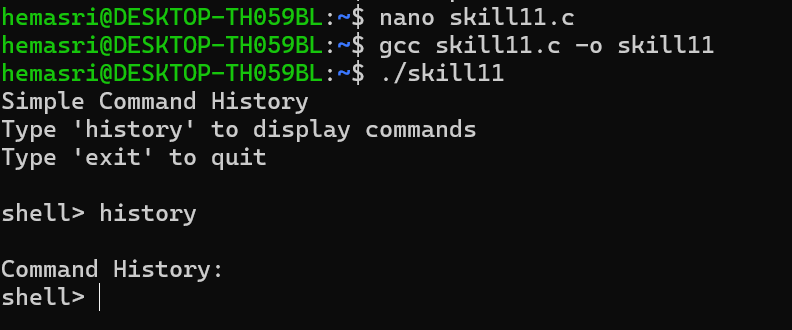 hemasri@DESKTOP-TH059BL:~$ nano skill11.c
hemasri@DESKTOP-TH059BL:~$ gcc skill11.c -o skill11
hemasri@DESKTOP-TH059BL:~$ ./skill11
Simple Command History
Type 'history' to display commands
Type 'exit' to quit
shell> history
Command History:
shell>